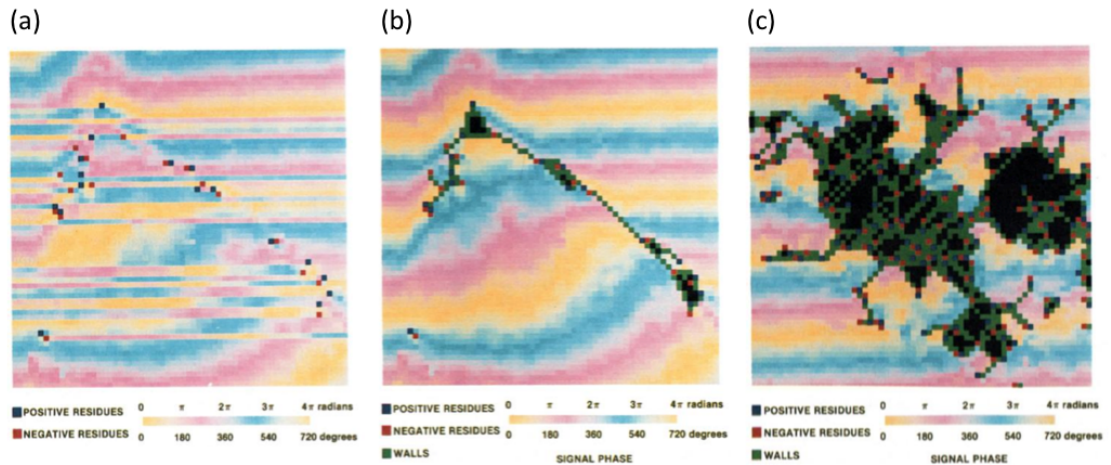 (a)
(b)
(c)
POSITIVE RESIDUES
0 π 2π 3π 4π radians
NEGATIVE RESIDUES
0 180 360 540 720 degrees
POSITIVE RESIDUES
0 π 2π 3π 4π radians
NEGATIVE RESIDUES
0 180 360 540 720 degrees
WALLS
SIGNAL PHASE
POSITIVE RESIDUES
0 π 2π 3π 4π radians
NEGATIVE RESIDUES
0 180 360 540 720 degrees
WALLS
SIGNAL PHASE